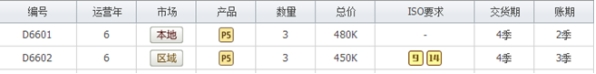 编号 运营年 市场 产品 数量 总价 ISO要求 交货期 账期
D6601 6 本地 P5 3 480K - 4季 2季
D6602 6 区域 P5 3 450K 9 14 4季 3季